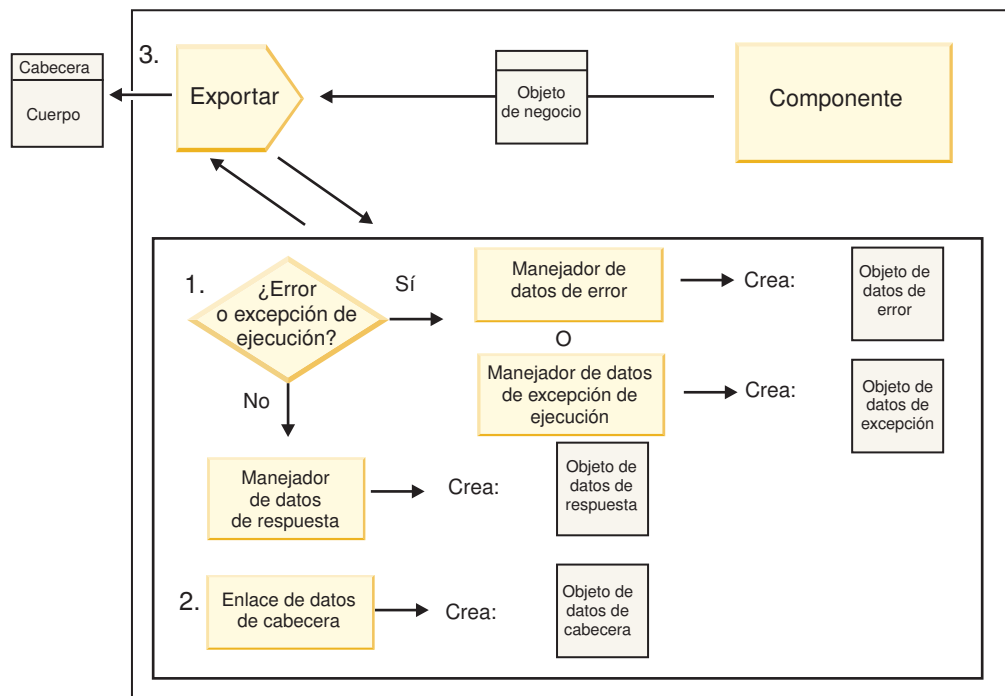 Cabecera
Cuerpo
3.
Exportar
Objeto
de negocio
Componente
1.
¿Error
o excepción de
ejecución?
Sí
Manejador de
datos de error
Crea:
Objeto de
datos de
error
O
Manejador de datos
de excepción de
ejecución
Crea:
Objeto de
datos de
excepción
No
Manejador
de datos
de respuesta
Crea:
Objeto de
datos de
respuesta
2.
Enlace de datos
de cabecera
Crea:
Objeto de
datos de
cabecera